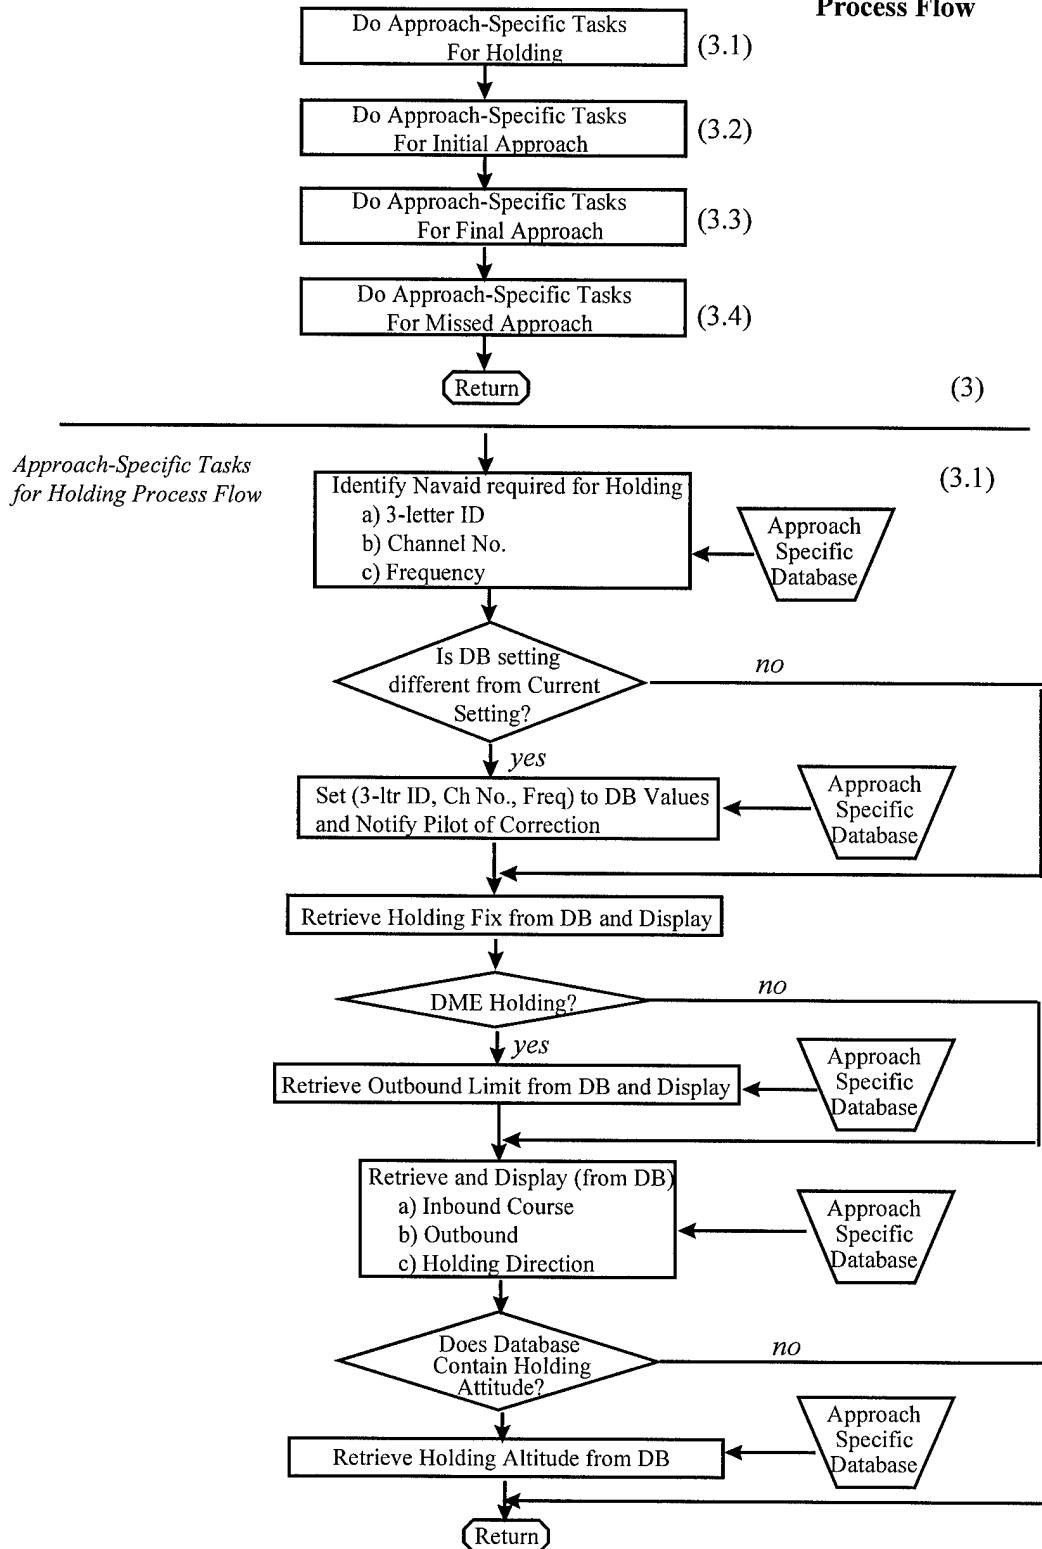 Process Flow
Do Approach-Specific Tasks
For Holding
(3.1)
Do Approach-Specific Tasks
For Initial Approach
(3.2)
Do Approach-Specific Tasks
For Final Approach
(3.3)
Do Approach-Specific Tasks
For Missed Approach
(3.4)
Return
(3)
Approach-Specific Tasks
for Holding Process Flow
(3.1)
Identify Navaid required for Holding
a) 3-letter ID
b) Channel No.
c) Frequency
Approach
Specific
Database
Is DB setting
different from Current
Setting?
no
yes
Set (3-ltr ID, Ch No., Freq) to DB Values
and Notify Pilot of Correction
Approach
Specific
Database
Retrieve Holding Fix from DB and Display
DME Holding?
no
yes
Retrieve Outbound Limit from DB and Display
Approach
Specific
Database
Retrieve and Display (from DB)
a) Inbound Course
b) Outbound
c) Holding Direction
Approach
Specific
Database
Does Database
Contain Holding
Attitude?
no
Retrieve Holding Altitude from DB
Approach
Specific
Database
Return